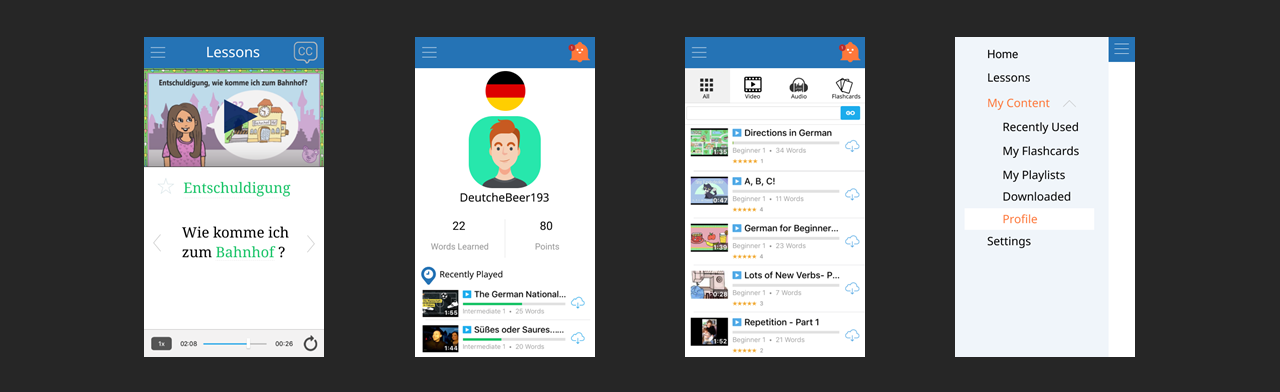 Lessons
CC
Entschuldigung, wie komme ich zum Bahnhof?
Entschuldigung
Wie komme ich
zum Bahnhof ?
1x 02:08 00:26
DeutcheBeer193
22 80
Words Learned Points
Recently Played
The German National...
1:55
Intermediate 1 • 25 Words
Süßes oder Saures......
1:44
Intermediate 1 • 20 Words
All Video Audio Flashcards
GO
Directions in German
1:35
Beginner 1 • 34 Words
1
A, B, C!
0:47
Beginner 1 • 11 Words
4
German for Beginner...
1:39
Beginner 1 • 23 Words
4
Lots of New Verbs- P...
0:28
Beginner 1 • 7 Words
3
Repetition - Part 1
1:52
Beginner 1 • 21 Words
2
Home
Lessons
My Content
Recently Used
My Flashcards
My Playlists
Downloaded
Profile
Settings